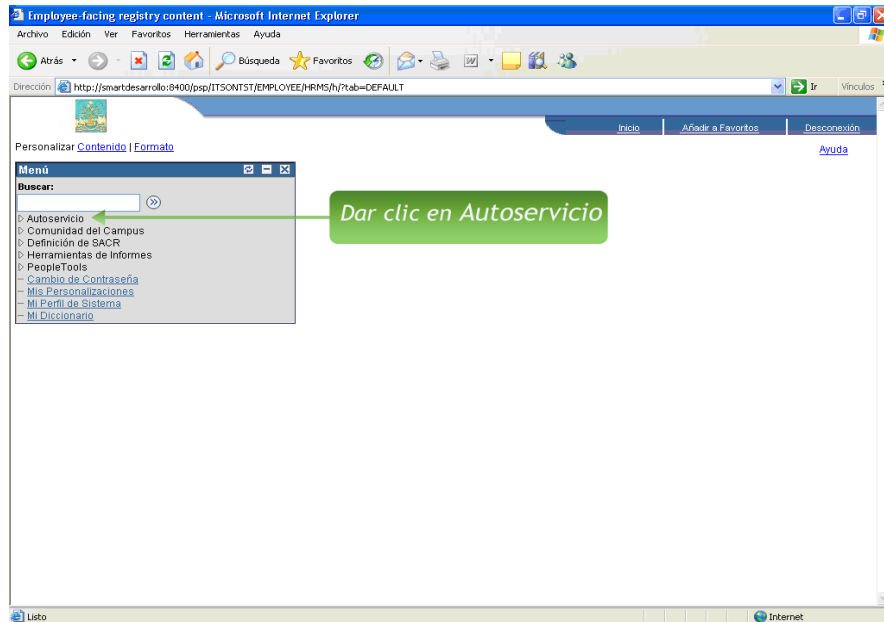 Employee-facing registry content - Microsoft Internet Explorer
Archivo Edición Ver Favoritos Herramientas Ayuda
Atrás Búsqueda Favoritos
Dirección http://smartdesarrollo:8400/psp/ITSONTST/EMPLOYEE/HRMS/h/?tab=DEFAULT Ir Vínculos
Inicio Añadir a Favoritos Desconexión
Personalizar Contenido | Formato Ayuda
Menú
Buscar:
Autoservicio
Dar clic en Autoservicio
Comunidad del Campus
Definición de SACR
Herramientas de Informes
PeopleTools
Cambio de Contraseña
Mis Personalizaciones
Mi Perfil de Sistema
Mi Diccionario
Listo Internet